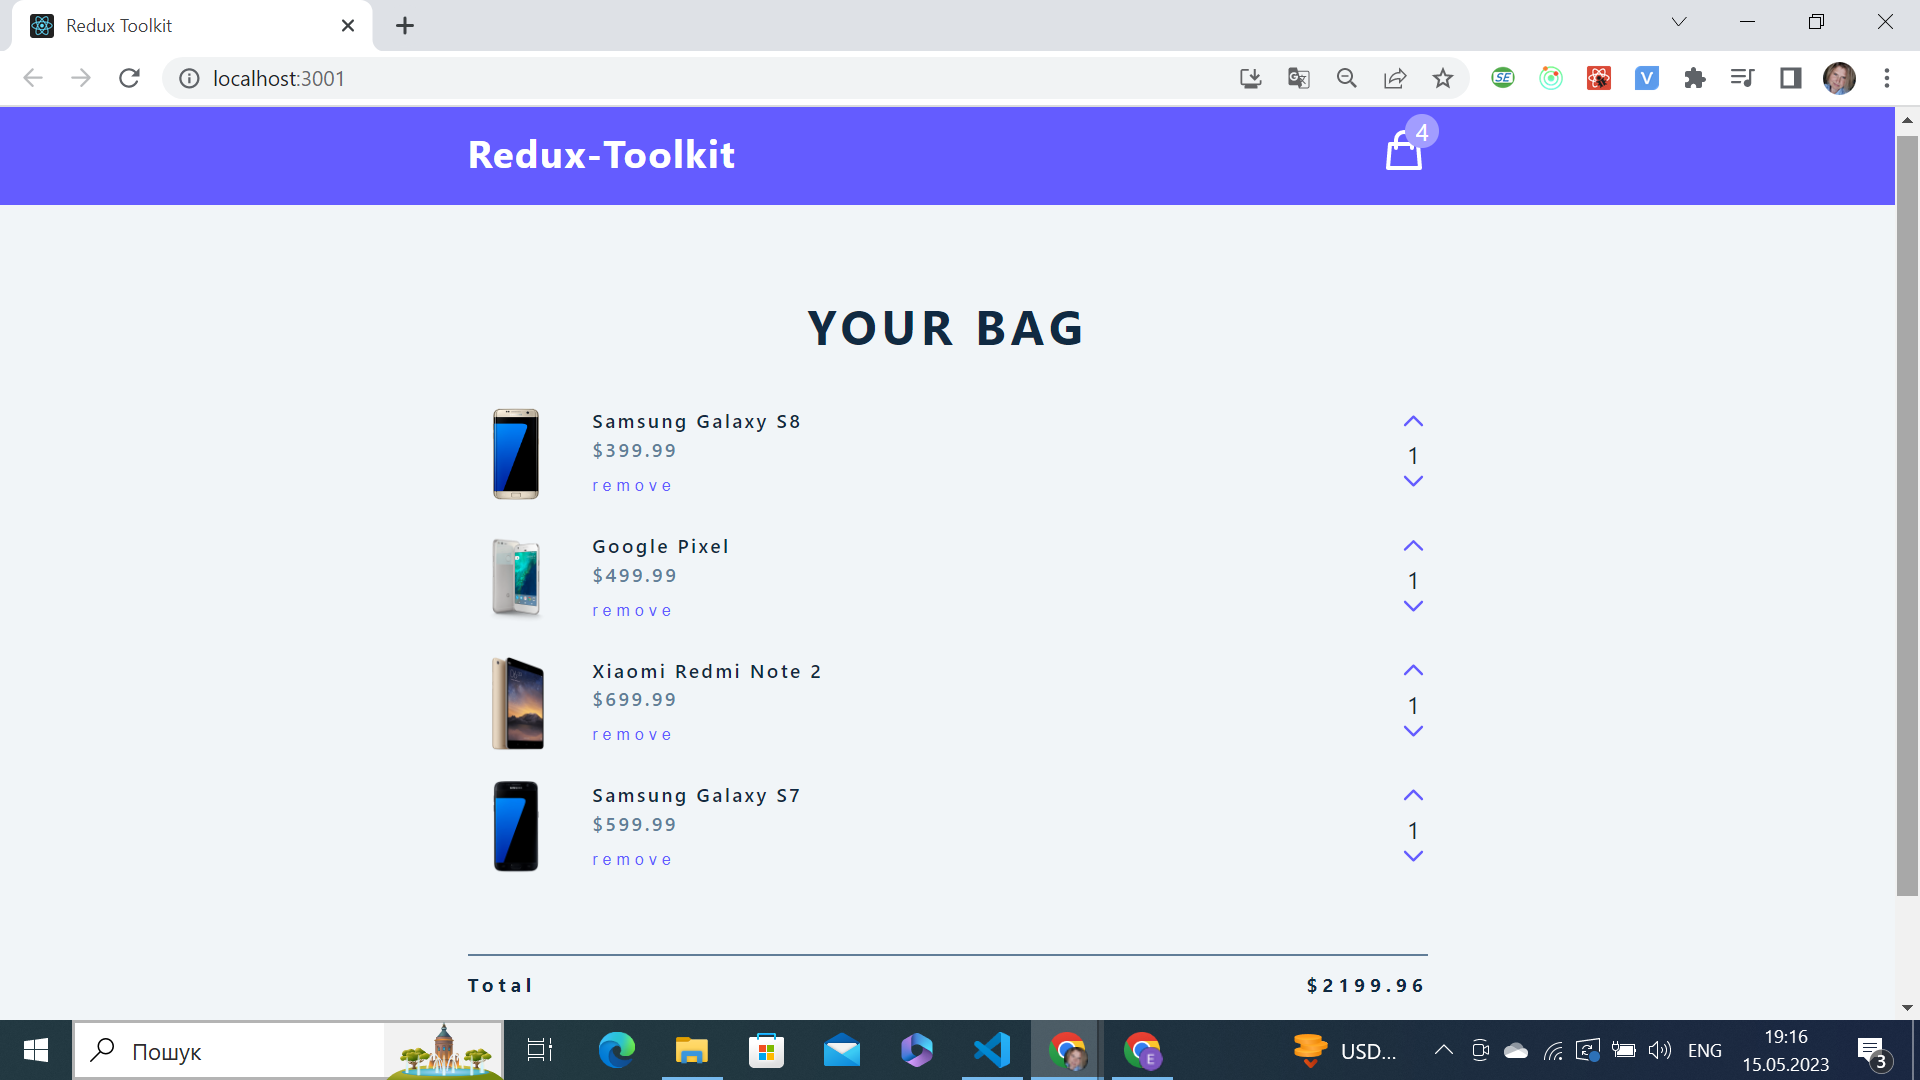 Redux Toolkit
localhost:3001
SE
V
Redux-Toolkit
4
YOUR BAG
Samsung Galaxy S8
$399.99
remove
1
Google Pixel
$499.99
remove
1
Xiaomi Redmi Note 2
$699.99
remove
1
Samsung Galaxy S7
$599.99
remove
1
Total
$2199.96
Пошук
E
USD...
ENG
19:16
15.05.2023
3